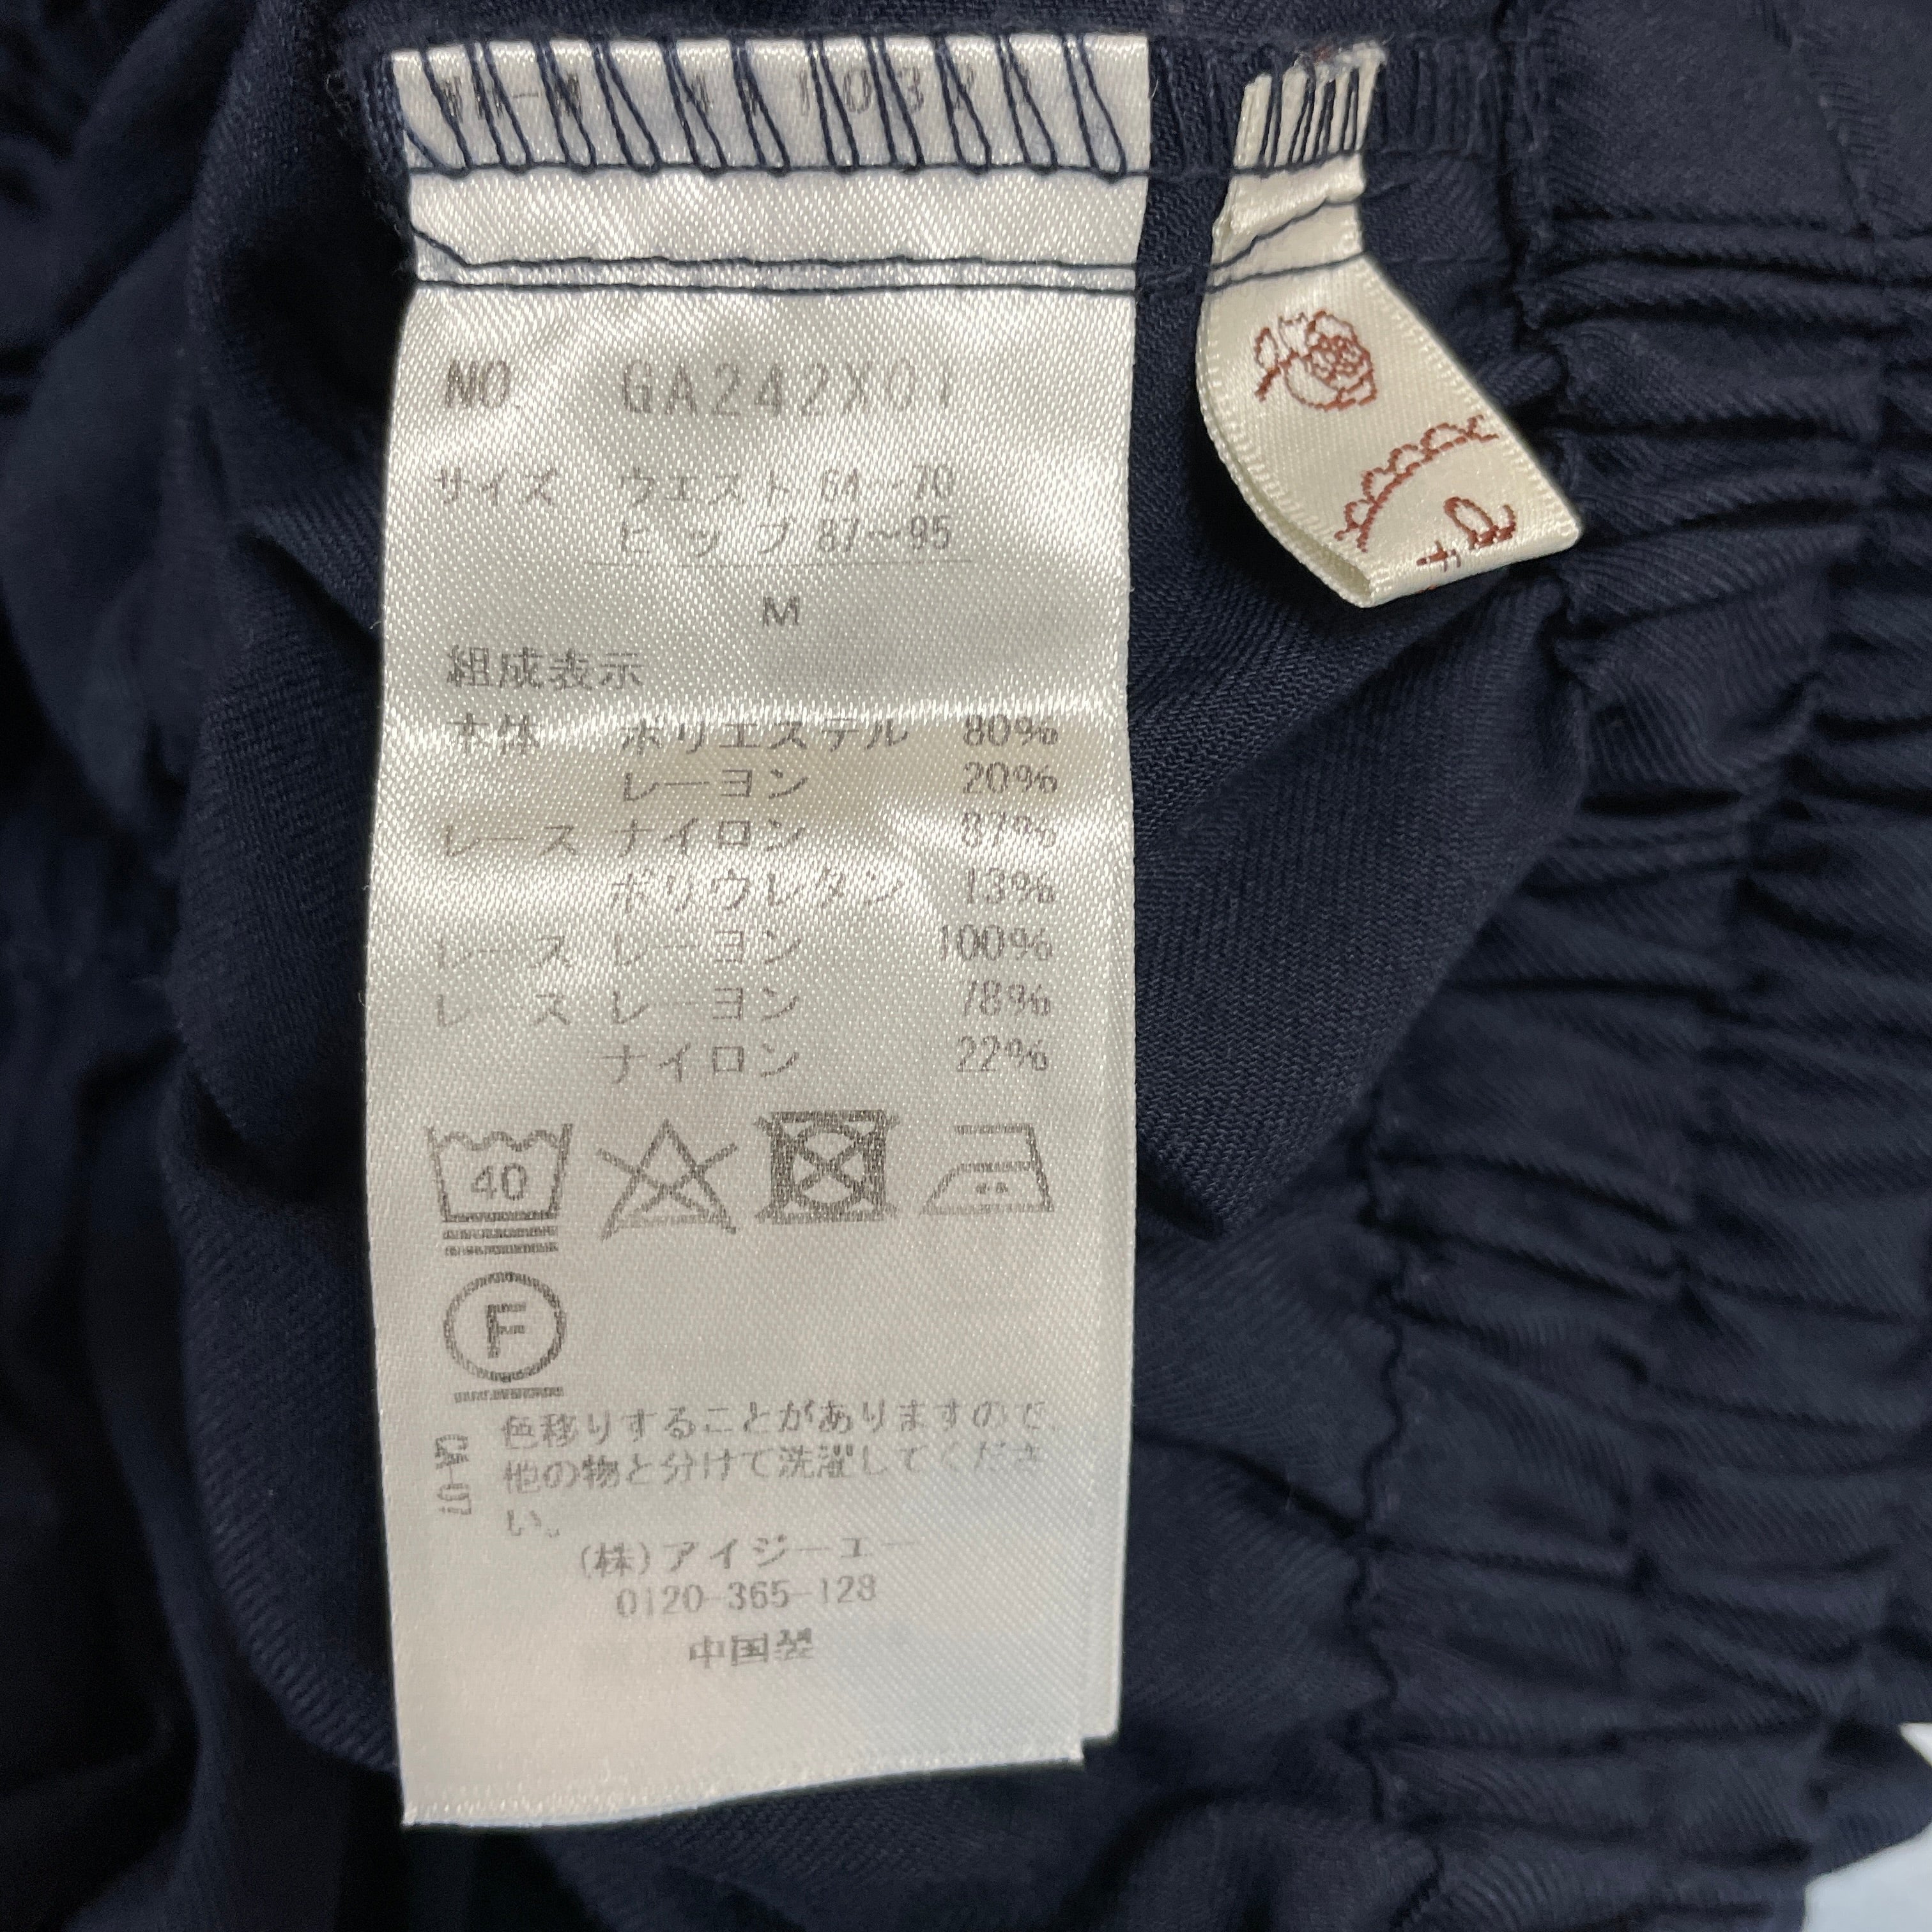 NO GA242X01
サイズ ウエスト 64~70
ヒップ 87~95
M
組成表示
本体 ポリエステル 80%
レーヨン 20%
レース ナイロン 87%
ポリウレタン 13%
レース レーヨン 100%
レース レーヨン 78%
ナイロン 22%
40
F
色移りすることがありますので、
他の物と分けて洗濯してくださ
い。
(株)アイジーエー
0120-365-128
中国製